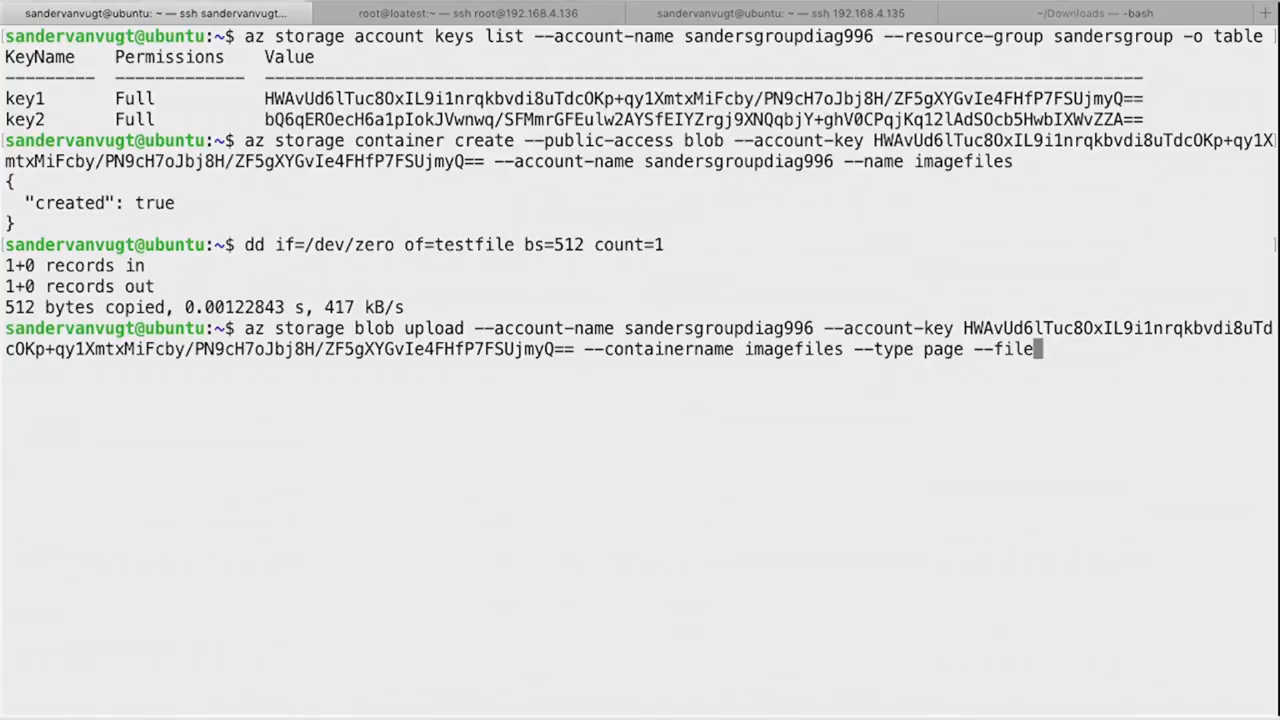 sandervanvugt@ubuntu: ~ — ssh sandervanvugt...
root@loatest:~ — ssh root@192.168.4.136
sandervanvugt@ubuntu: ~ — ssh 192.168.4.135
~/Downloads — -bash
+
sandervanvugt@ubuntu:~$ az storage account keys list --account-name sandersgroupdiag996 --resource-group sandersgroup -o table
KeyName Permissions Value
--------- ------------- ----------------------------------------------------------------------------------------
key1 Full HWAvUd6lTuc8OxIL9i1nrqkbvdi8uTdcOKp+qy1XmtxMiFcby/PN9cH7oJbj8H/ZF5gXYGvIe4FHfP7FSUjmyQ==
key2 Full bQ6qEROecH6a1pIokJVwnwq/SFMmrGFEulw2AYSfEIYZrgj9XNQqbjY+ghV0CPqjKq12lAdSOcb5HwbIXWvZZA==
sandervanvugt@ubuntu:~$ az storage container create --public-access blob --account-key HWAvUd6lTuc8OxIL9i1nrqkbvdi8uTdcOKp+qy1X
mtxMiFcby/PN9cH7oJbj8H/ZF5gXYGvIe4FHfP7FSUjmyQ== --account-name sandersgroupdiag996 --name imagefiles
{
"created": true
}
sandervanvugt@ubuntu:~$ dd if=/dev/zero of=testfile bs=512 count=1
1+0 records in
1+0 records out
512 bytes copied, 0.00122843 s, 417 kB/s
sandervanvugt@ubuntu:~$ az storage blob upload --account-name sandersgroupdiag996 --account-key HWAvUd6lTuc8OxIL9i1nrqkbvdi8uTd
cOKp+qy1XmtxMiFcby/PN9cH7oJbj8H/ZF5gXYGvIe4FHfP7FSUjmyQ== --containername imagefiles --type page --file